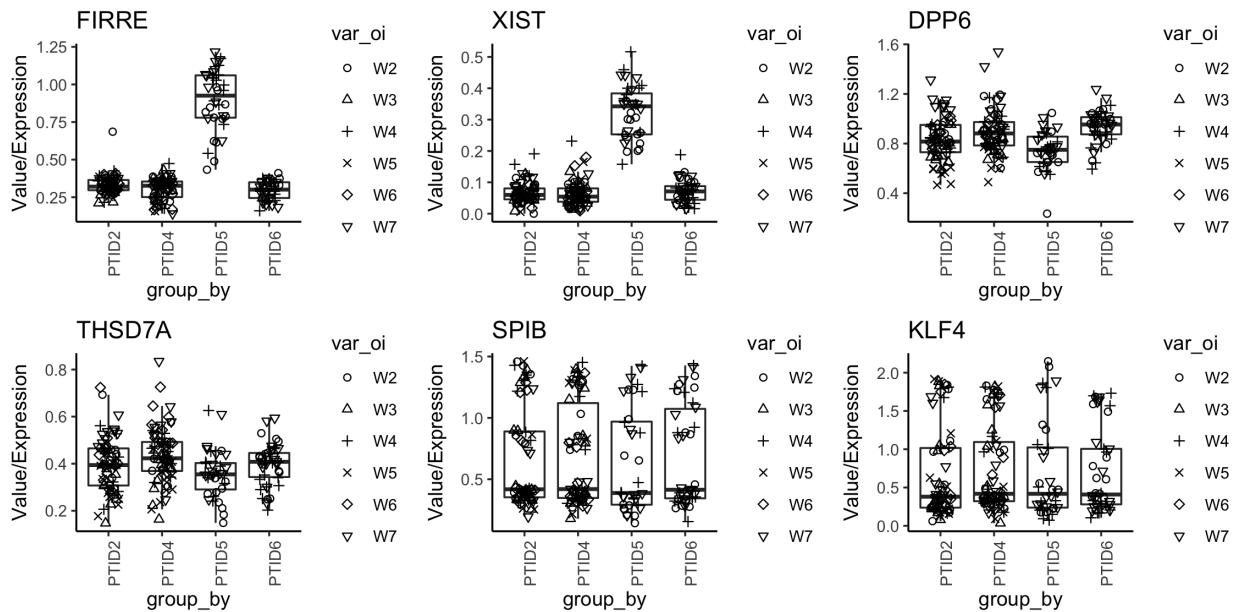 FIRRE
Value/Expression
1.25
1.00
0.75
0.50
0.25
PTID2
PTID4
PTID5
PTID6
group_by
var_oi
W2
W3
W4
W5
W6
W7
XIST
Value/Expression
0.5
0.4
0.3
0.2
0.1
0.0
PTID2
PTID4
PTID5
PTID6
group_by
var_oi
W2
W3
W4
W5
W6
W7
DPP6
Value/Expression
1.6
1.2
0.8
0.4
PTID2
PTID4
PTID5
PTID6
group_by
var_oi
W2
W3
W4
W5
W6
W7
THSD7A
Value/Expression
0.8
0.6
0.4
0.2
PTID2
PTID4
PTID5
PTID6
group_by
var_oi
W2
W3
W4
W5
W6
W7
SPIB
Value/Expression
1.5
1.0
0.5
PTID2
PTID4
PTID5
PTID6
group_by
var_oi
W2
W3
W4
W5
W6
W7
KLF4
Value/Expression
2.0
1.5
1.0
0.5
0.0
PTID2
PTID4
PTID5
PTID6
group_by
var_oi
W2
W3
W4
W5
W6
W7